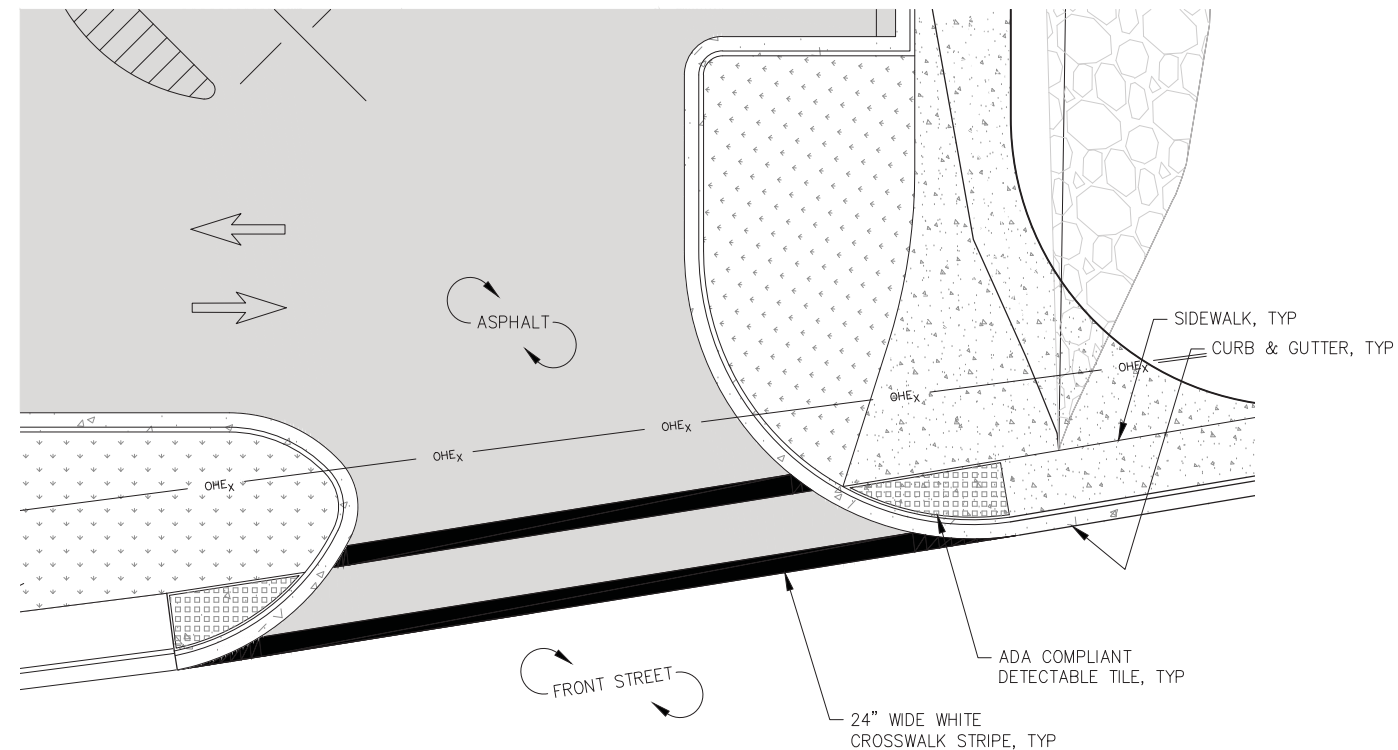 ASPHALT
SIDEWALK, TYP
CURB & GUTTER, TYP
OHEX
OHEX
OHEX
OHEX
OHEX
ADA COMPLIANT
DETECTABLE TILE, TYP
FRONT STREET
24" WIDE WHITE
CROSSWALK STRIPE, TYP